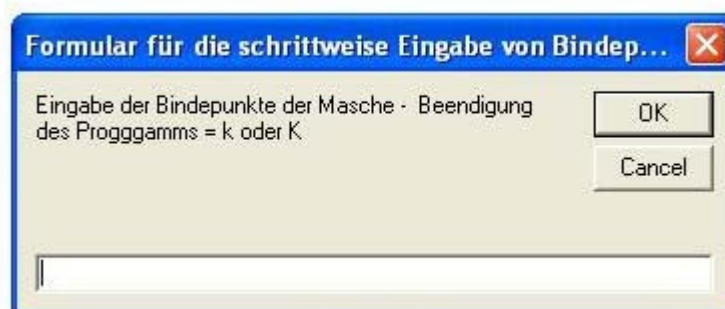 Formular für die schrittweise Eingabe von Bindep...
Eingabe der Bindepunkte der Masche - Beendigung
des Progggamms = k oder K
OK
Cancel